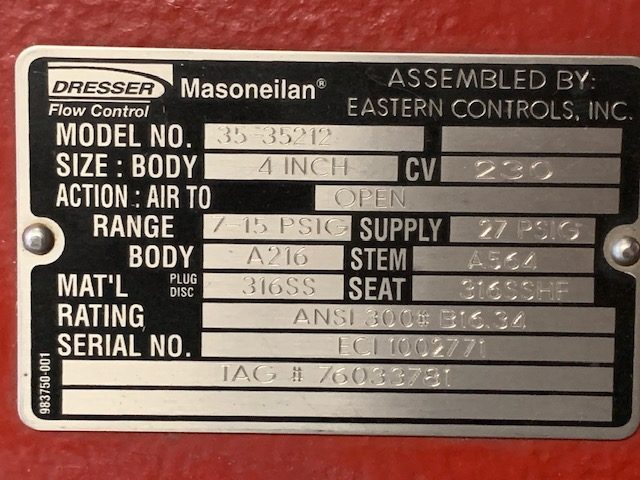 DRESSER Masoneilan® ASSEMBLED BY:
Flow Control EASTERN CONTROLS, INC.
MODEL NO. 35-35212
SIZE : BODY 4 INCH CV 230
ACTION : AIR TO OPEN
RANGE 7-15 PSIG SUPPLY 27 PSIG
BODY A216 STEM A564
MAT'L PLUG DISC 316SS SEAT 316SSHF
RATING ANSI 300# B16.34
SERIAL NO. ECI 1002771
TAG # 76033781
983750-001